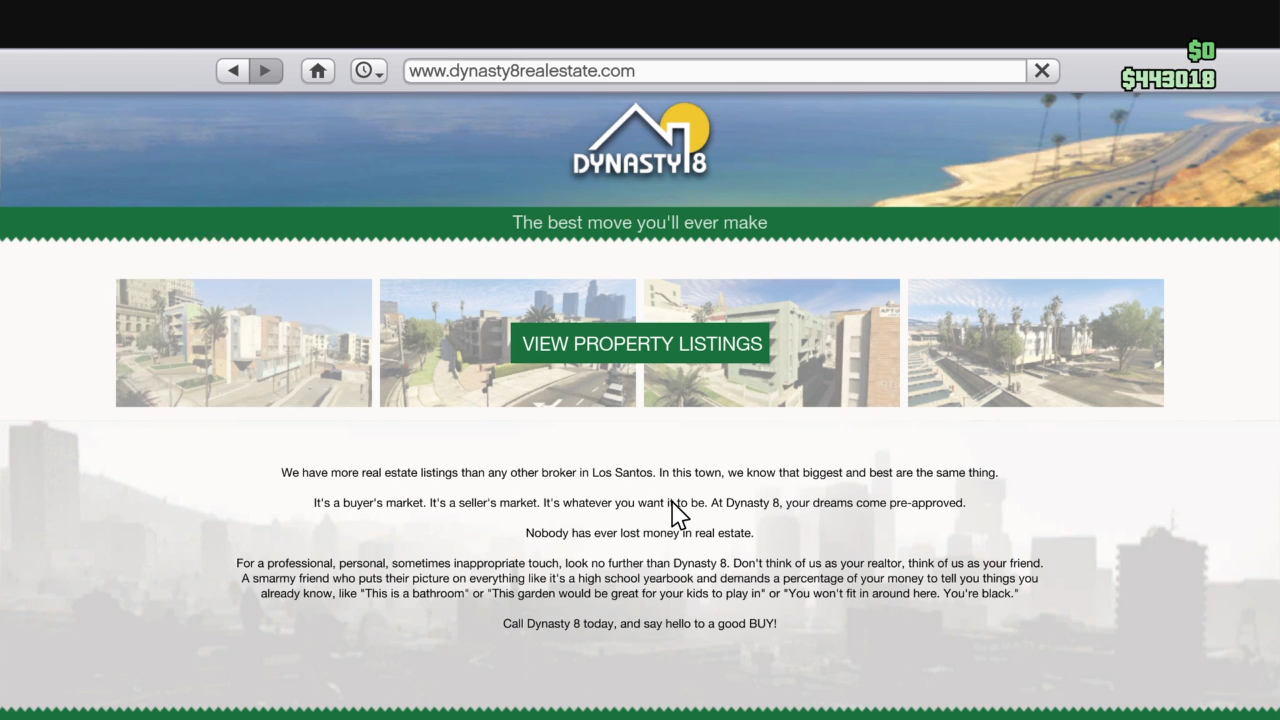 $0
www.dynasty8realestate.com
$443018
DYNASTY 8
The best move you'll ever make
VIEW PROPERTY LISTINGS
We have more real estate listings than any other broker in Los Santos. In this town, we know that biggest and best are the same thing.
It's a buyer's market. It's a seller's market. It's whatever you want it to be. At Dynasty 8, your dreams come pre-approved.
Nobody has ever lost money in real estate.
For a professional, personal, sometimes inappropriate touch, look no further than Dynasty 8. Don't think of us as your realtor, think of us as your friend.
A smarmy friend who puts their picture on everything like it's a high school yearbook and demands a percentage of your money to tell you things you
already know, like "This is a bathroom" or "This garden would be great for your kids to play in" or "You won't fit in around here. You're black."
Call Dynasty 8 today, and say hello to a good BUY!